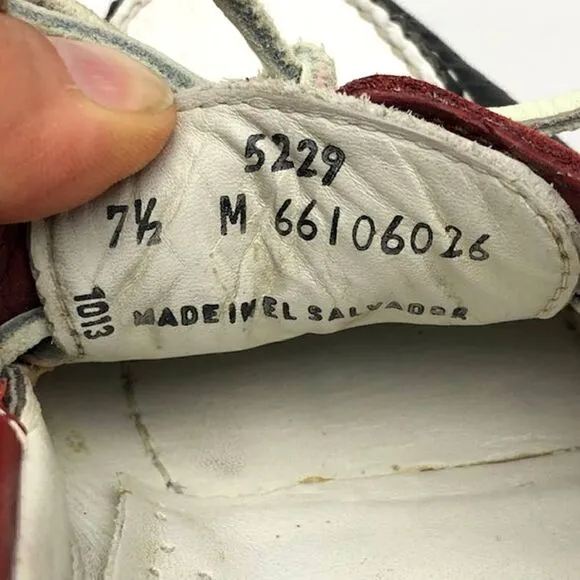 5229
7½ M 66106026
1013
MADE IN EL SALVADOR